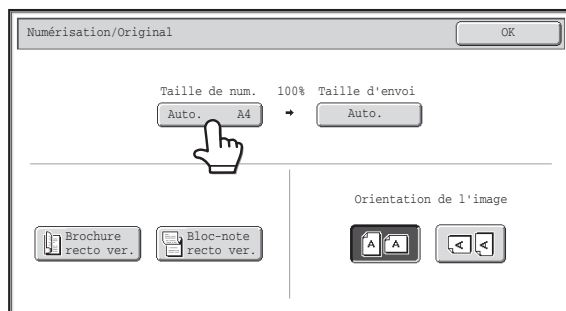 Numérisation/Original
OK
Taille de num. 100% Taille d'envoi
Auto. A4 → Auto.
Orientation de l'image
Brochure
recto ver.
Bloc-note
recto ver.
A A A A